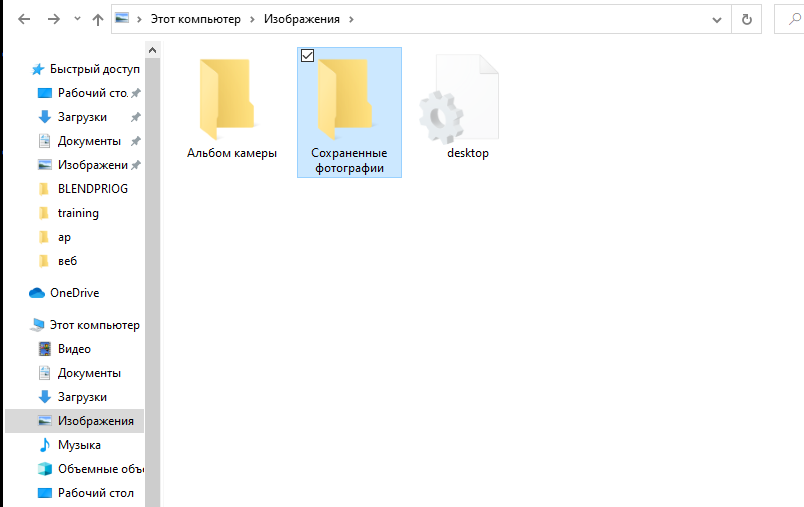 Этот компьютер
Изображения
Быстрый доступ
Рабочий сто.
Загрузки
Документы
Изображени
BLENDPRIOG
training
ap
веб
OneDrive
Этот компьютер
Видео
Документы
Загрузки
Изображения
Музыка
Объемные объ
Рабочий стол
Альбом камеры
Сохраненные
фотографии
desktop